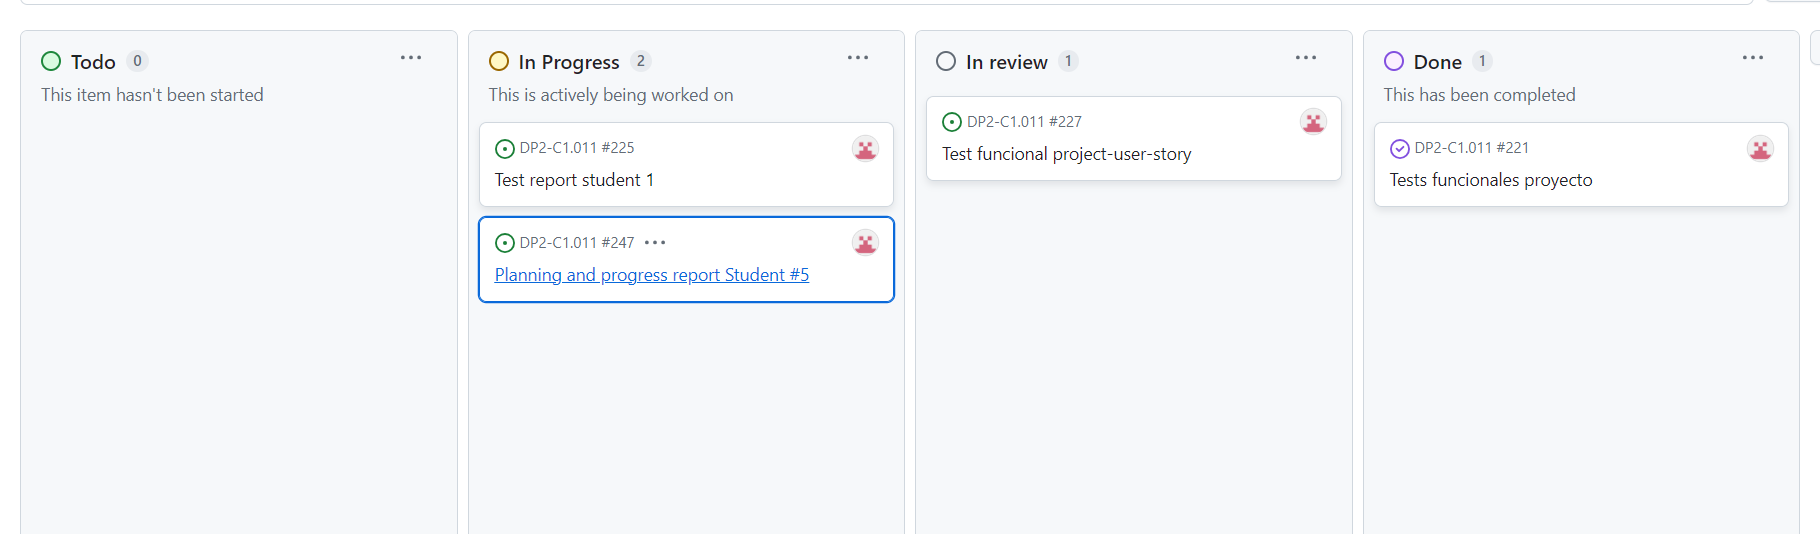 Todo 0
This item hasn't been started
In Progress 2
This is actively being worked on
DP2-C1.011 #225
Test report student 1
DP2-C1.011 #247
Planning and progress report Student #5
In review 1
DP2-C1.011 #227
Test funcional project-user-story
Done 1
This has been completed
DP2-C1.011 #221
Tests funcionales proyecto